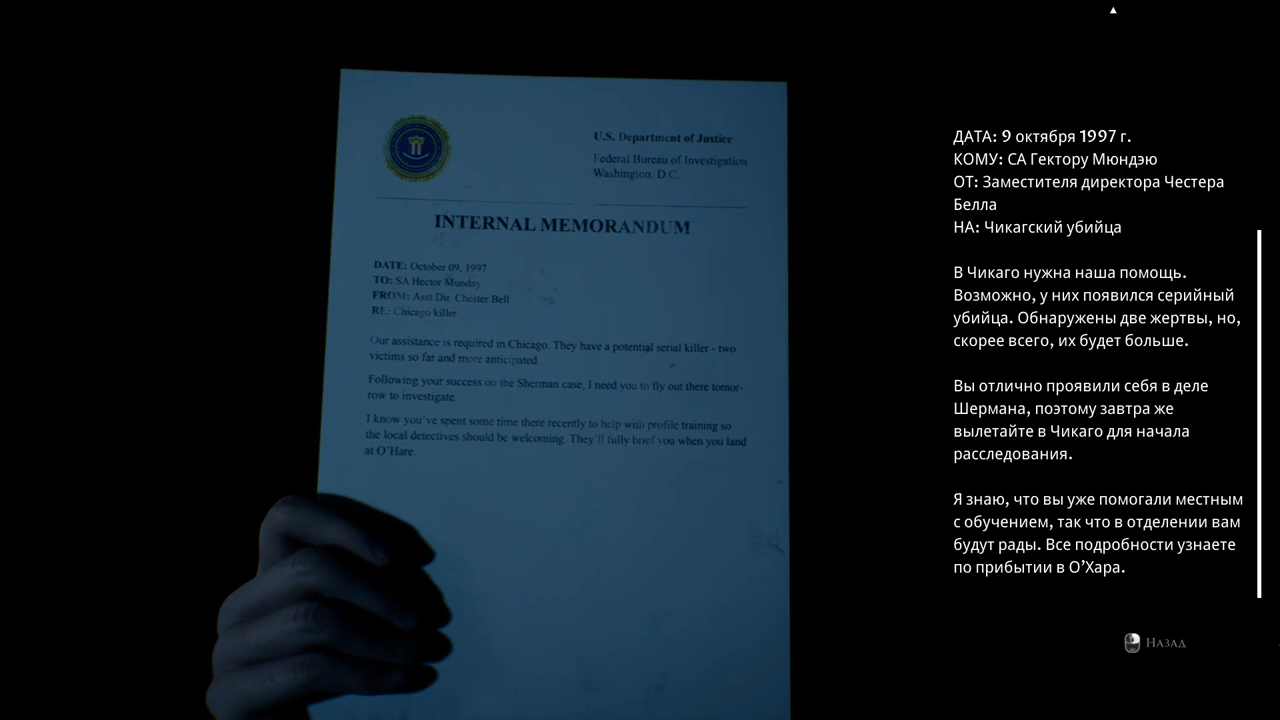 U.S. Department of Justice
Federal Bureau of Investigation
Washington. D.C.
INTERNAL MEMORANDUM
DATE: October 09, 1997
TO: SA Hector Munday
FROM: Asst Dir. Chester Bell
RE: Chicago killer
Our assistance is required in Chicago. They have a potential serial killer - two
victims so far and more anticipated.
Following your success on the Sherman case, I need you to fly out there tomor-
row to investigate.
I know you've spent some time there recently to help with profile training so
the local detectives should be welcoming. They'll fully brief you when you land
at O'Hare.
ДАТА: 9 октября 1997 г.
КОМУ: СА Гектору Мюндэю
ОТ: Заместителя директора Честера
Белла
НА: Чикагский убийца
В Чикаго нужна наша помощь.
Возможно, у них появился серийный
убийца. Обнаружены две жертвы, но,
скорее всего, их будет больше.
Вы отлично проявили себя в деле
Шермана, поэтому завтра же
вылетайте в Чикаго для начала
расследования.
Я знаю, что вы уже помогали местным
с обучением, так что в отделении вам
будут рады. Все подробности узнаете
по прибытии в О’Хара.
Назад